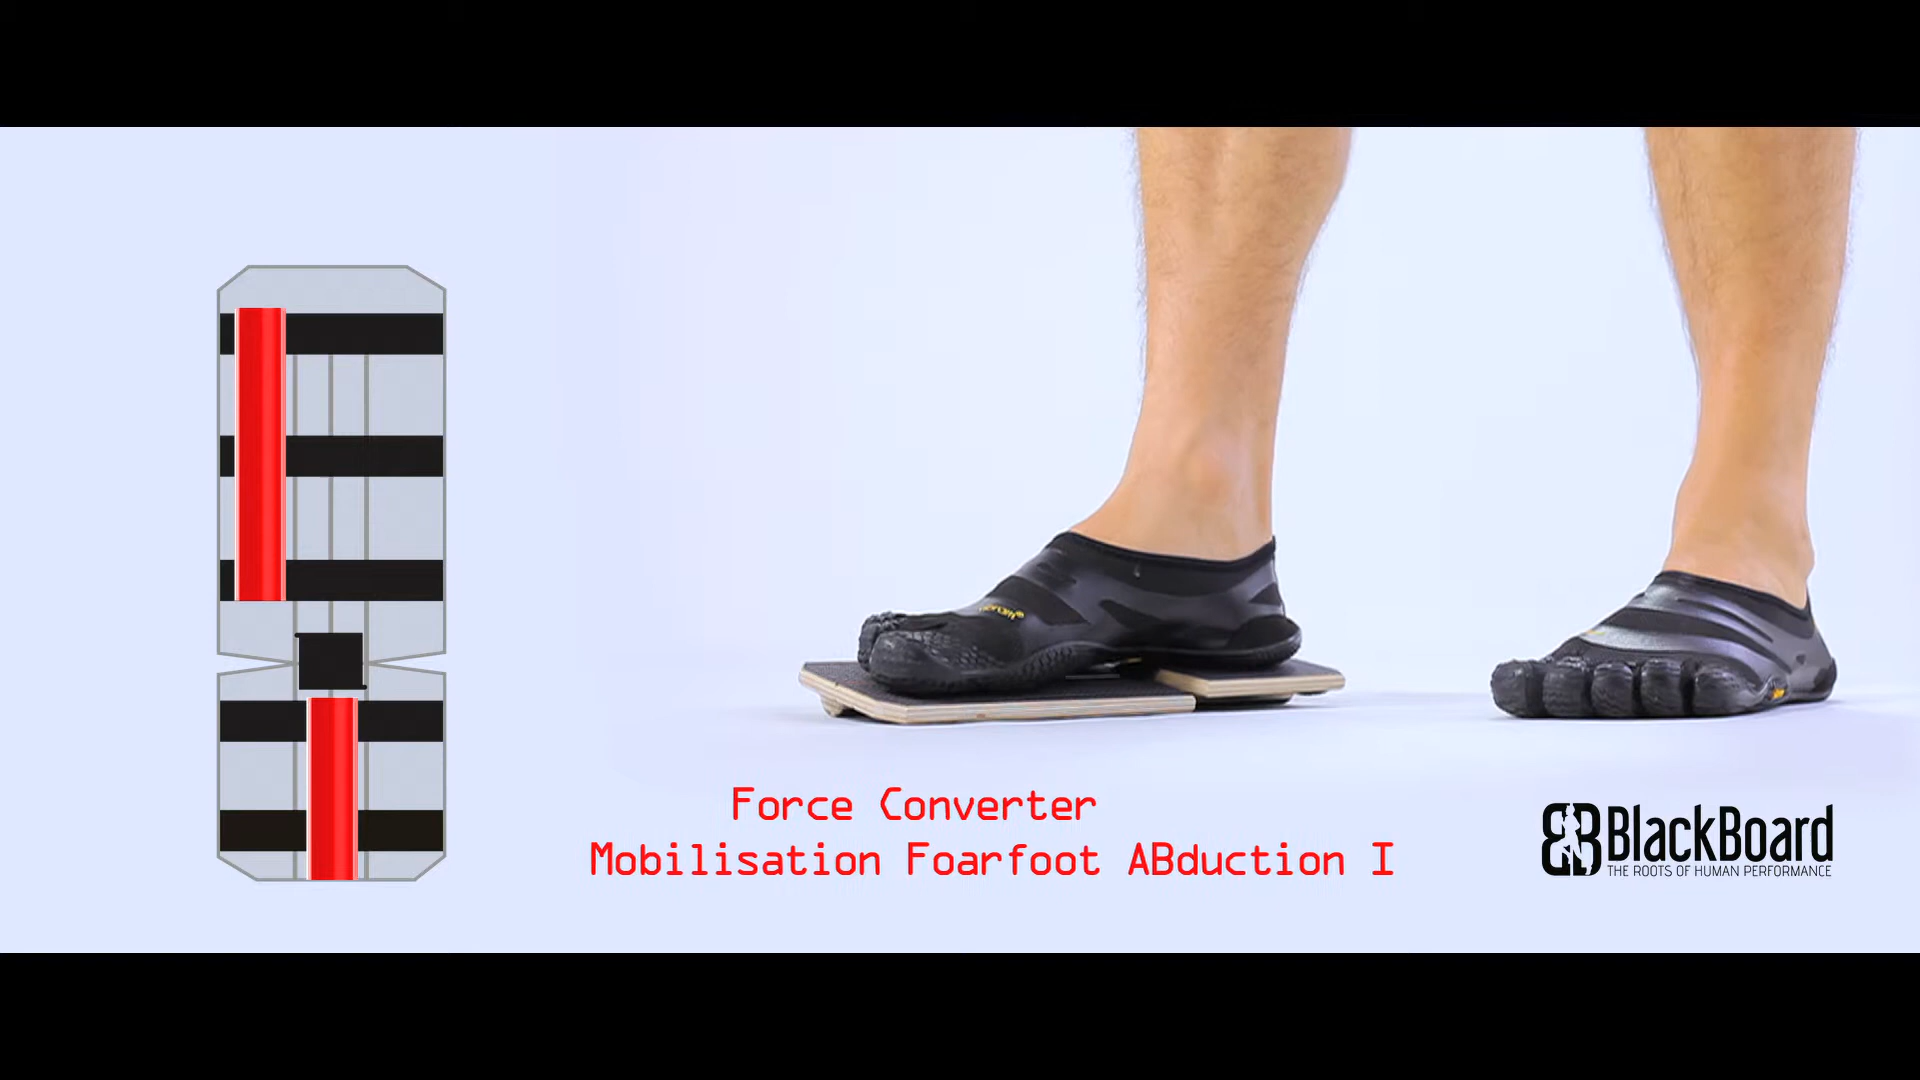 Force Converter
Mobilisation Foarfoot ABduction I
BlackBoard
THE ROOTS OF HUMAN PERFORMANCE